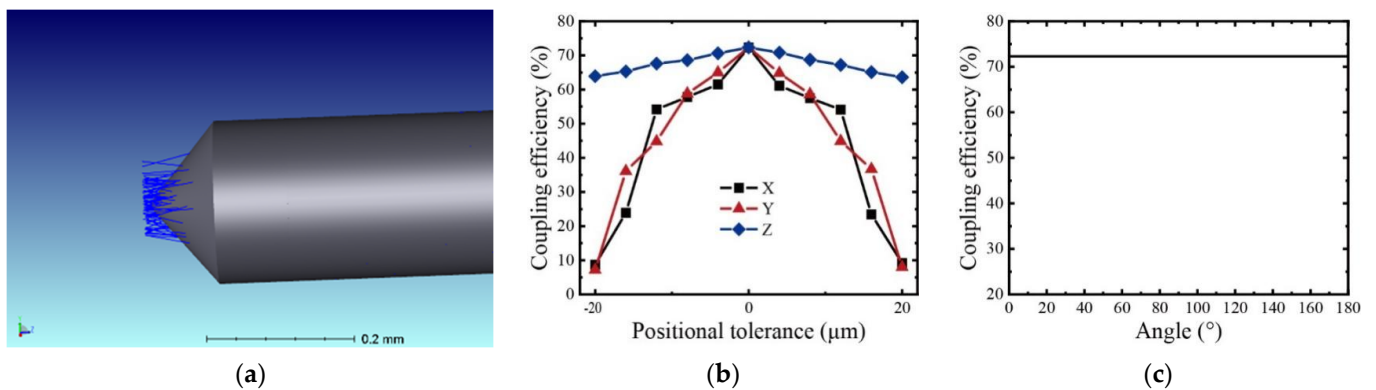 0.2 mm
(a)
80
70
60
50
40
30
20
10
0
Coupling efficiency (%)
X
Y
Z
-20 0 20
Positional tolerance (μm)
(b)
80
70
60
50
40
30
20
Coupling efficiency (%)
0 20 40 60 80 100 120 140 160 180
Angle (°)
(c)